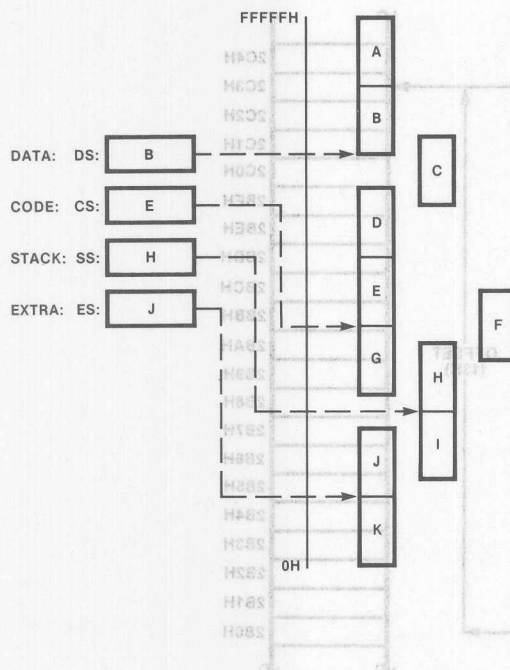 FFFFFH
A
B
DATA: DS: B
C
CODE: CS: E
D
STACK: SS: H
E
EXTRA: ES: J
F
G
H
I
J
K
0H